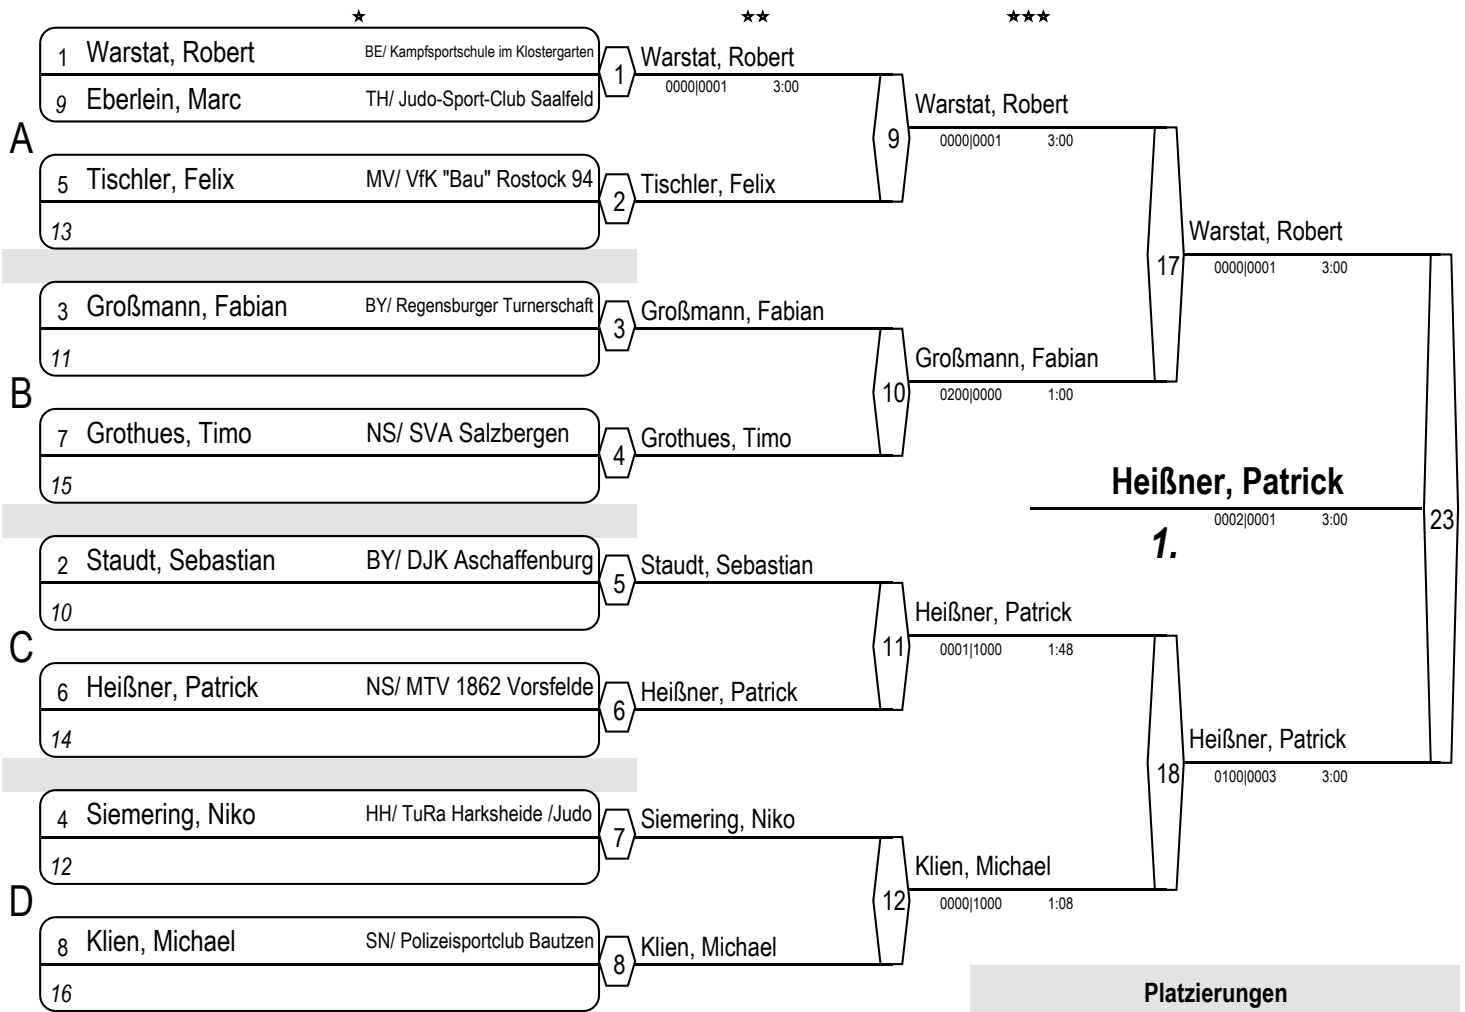 1 Warstat, Robert BE/ Kampfsportschule im Klostergarten
9 Eberlein, Marc TH/ Judo-Sport-Club Saalfeld
A
5 Tischler, Felix MV/ VfK "Bau" Rostock 94
13
3 Großmann, Fabian BY/ Regensburger Turnerschaft
11
B
7 Grothues, Timo NS/ SVA Salzbergen
15
2 Staudt, Sebastian BY/ DJK Aschaffenburg
10
C
6 Heißner, Patrick NS/ MTV 1862 Vorsfelde
14
4 Siemering, Niko HH/ TuRa Harksheide /Judo
12
D
8 Klien, Michael SN/ Polizeisportclub Bautzen
16
1 Warstat, Robert
0000|0001 3:00
2 Tischler, Felix
3 Großmann, Fabian
4 Grothues, Timo
5 Staudt, Sebastian
6 Heißner, Patrick
7 Siemering, Niko
8 Klien, Michael
9 Warstat, Robert
0000|0001 3:00
10 Großmann, Fabian
0200|0000 1:00
11 Heißner, Patrick
0001|1000 1:48
12 Klien, Michael
0000|1000 1:08
17 Warstat, Robert
0000|0001 3:00
18 Heißner, Patrick
0100|0003 3:00
23 Heißner, Patrick
0002|0001 3:00
1.
Platzierungen